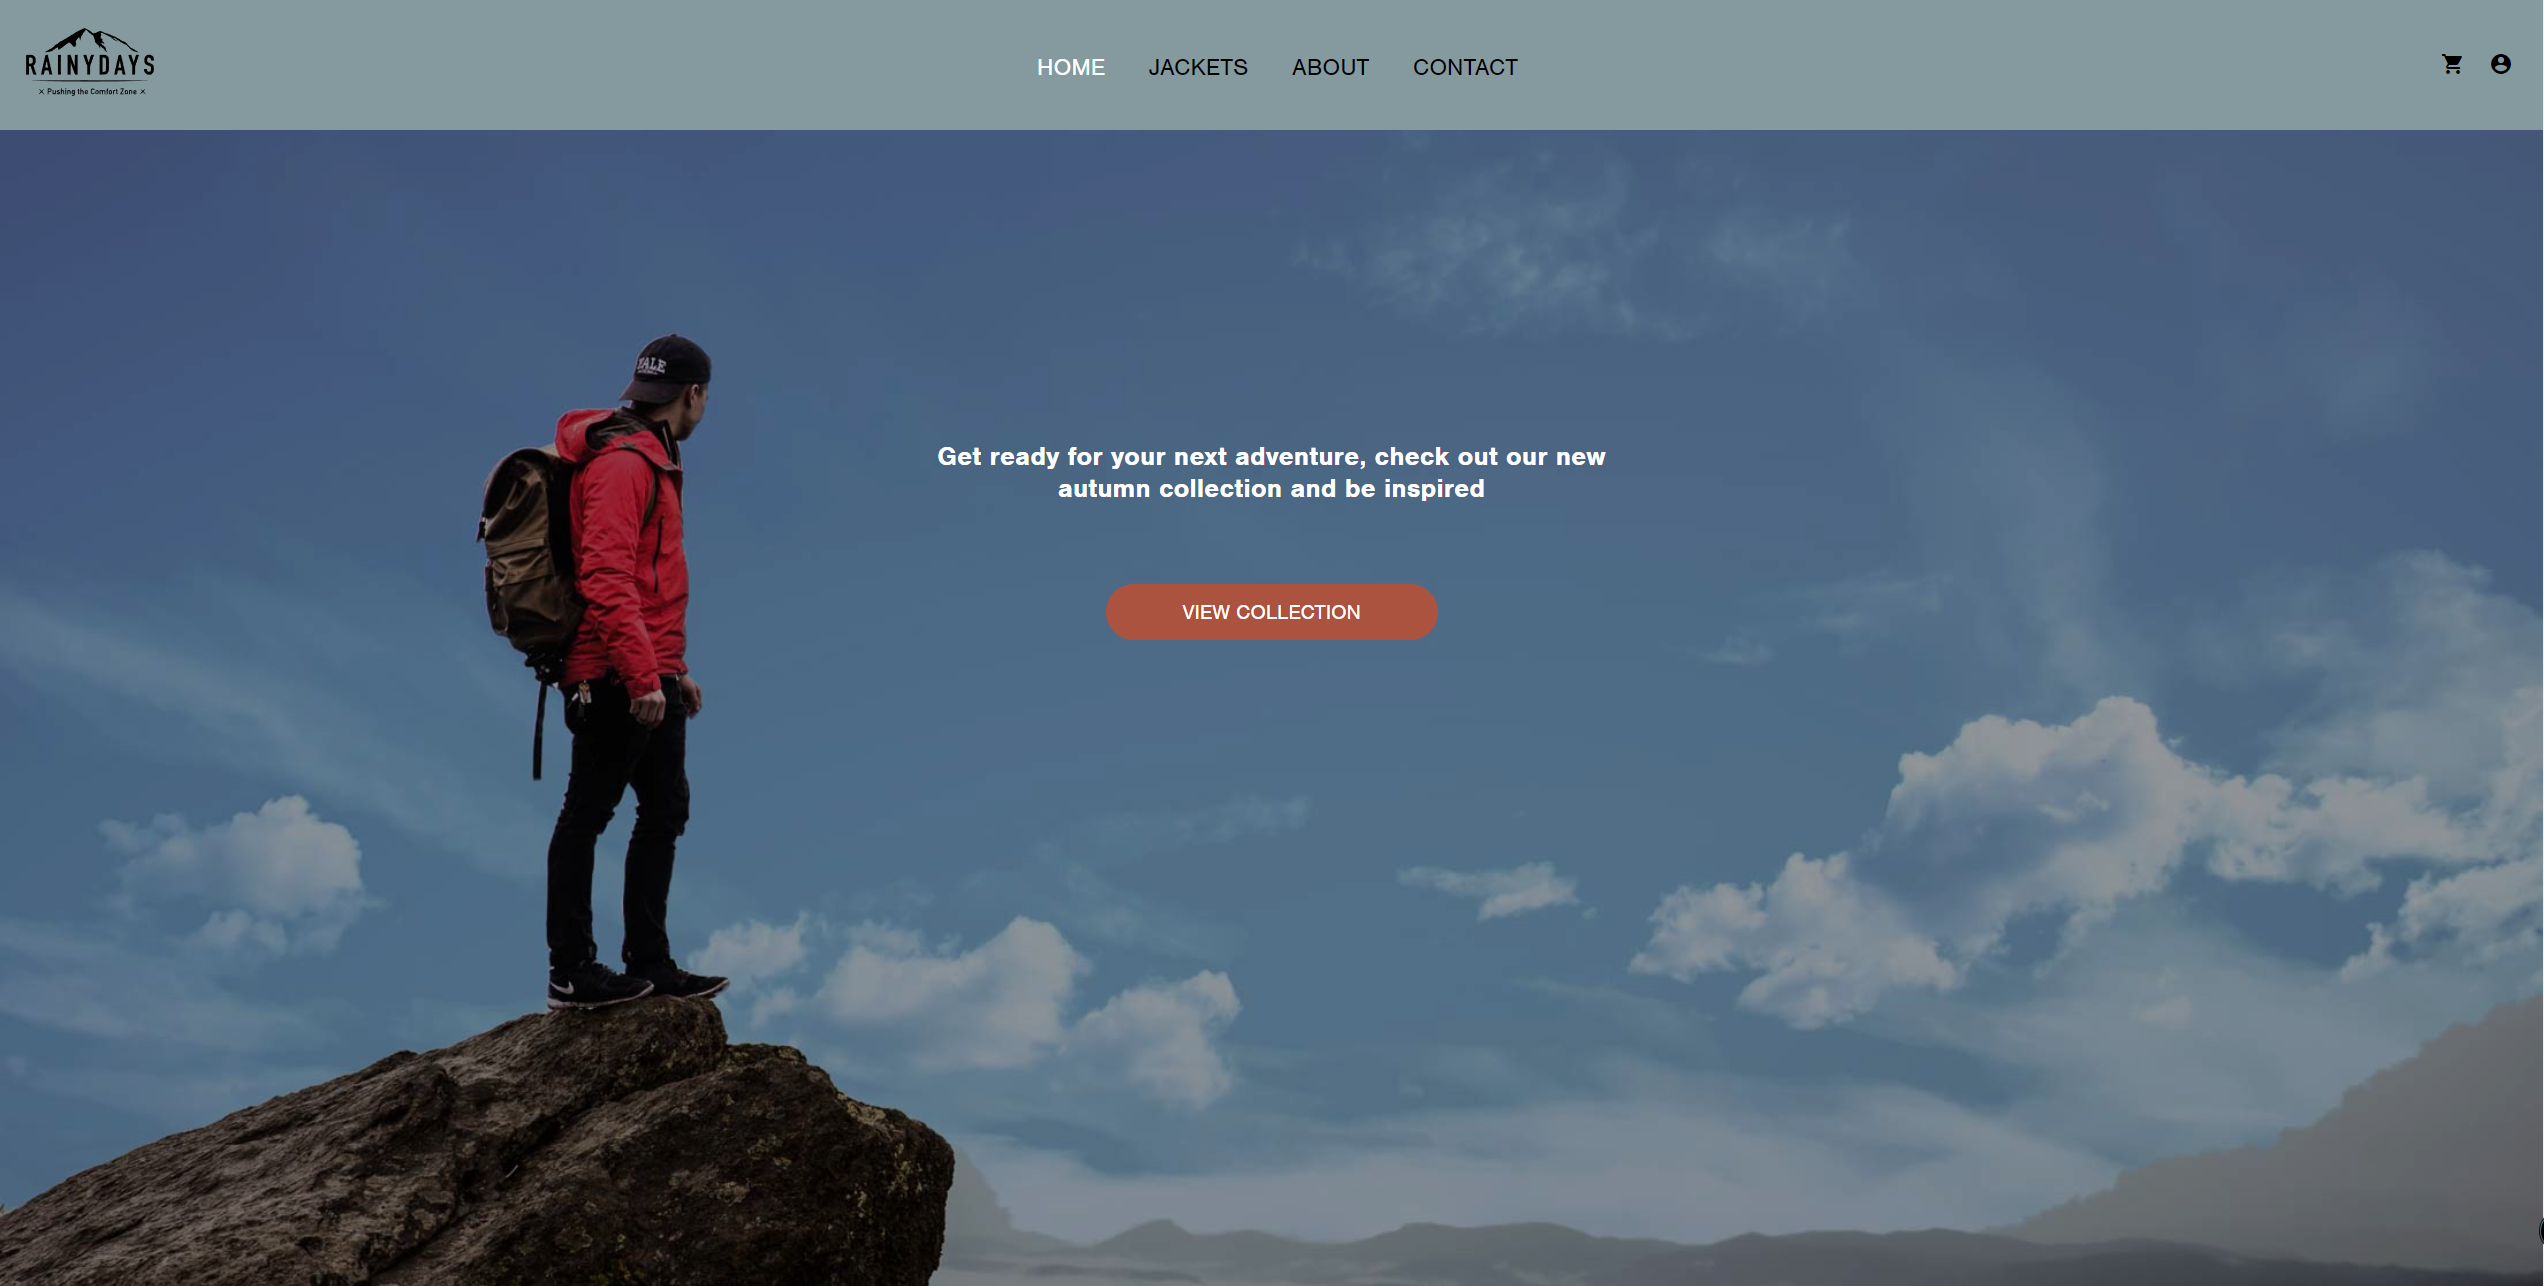 RAINYDAYS
× Pushing the Comfort Zone ×
HOME JACKETS ABOUT CONTACT
YALE
Get ready for your next adventure, check out our new
autumn collection and be inspired
VIEW COLLECTION